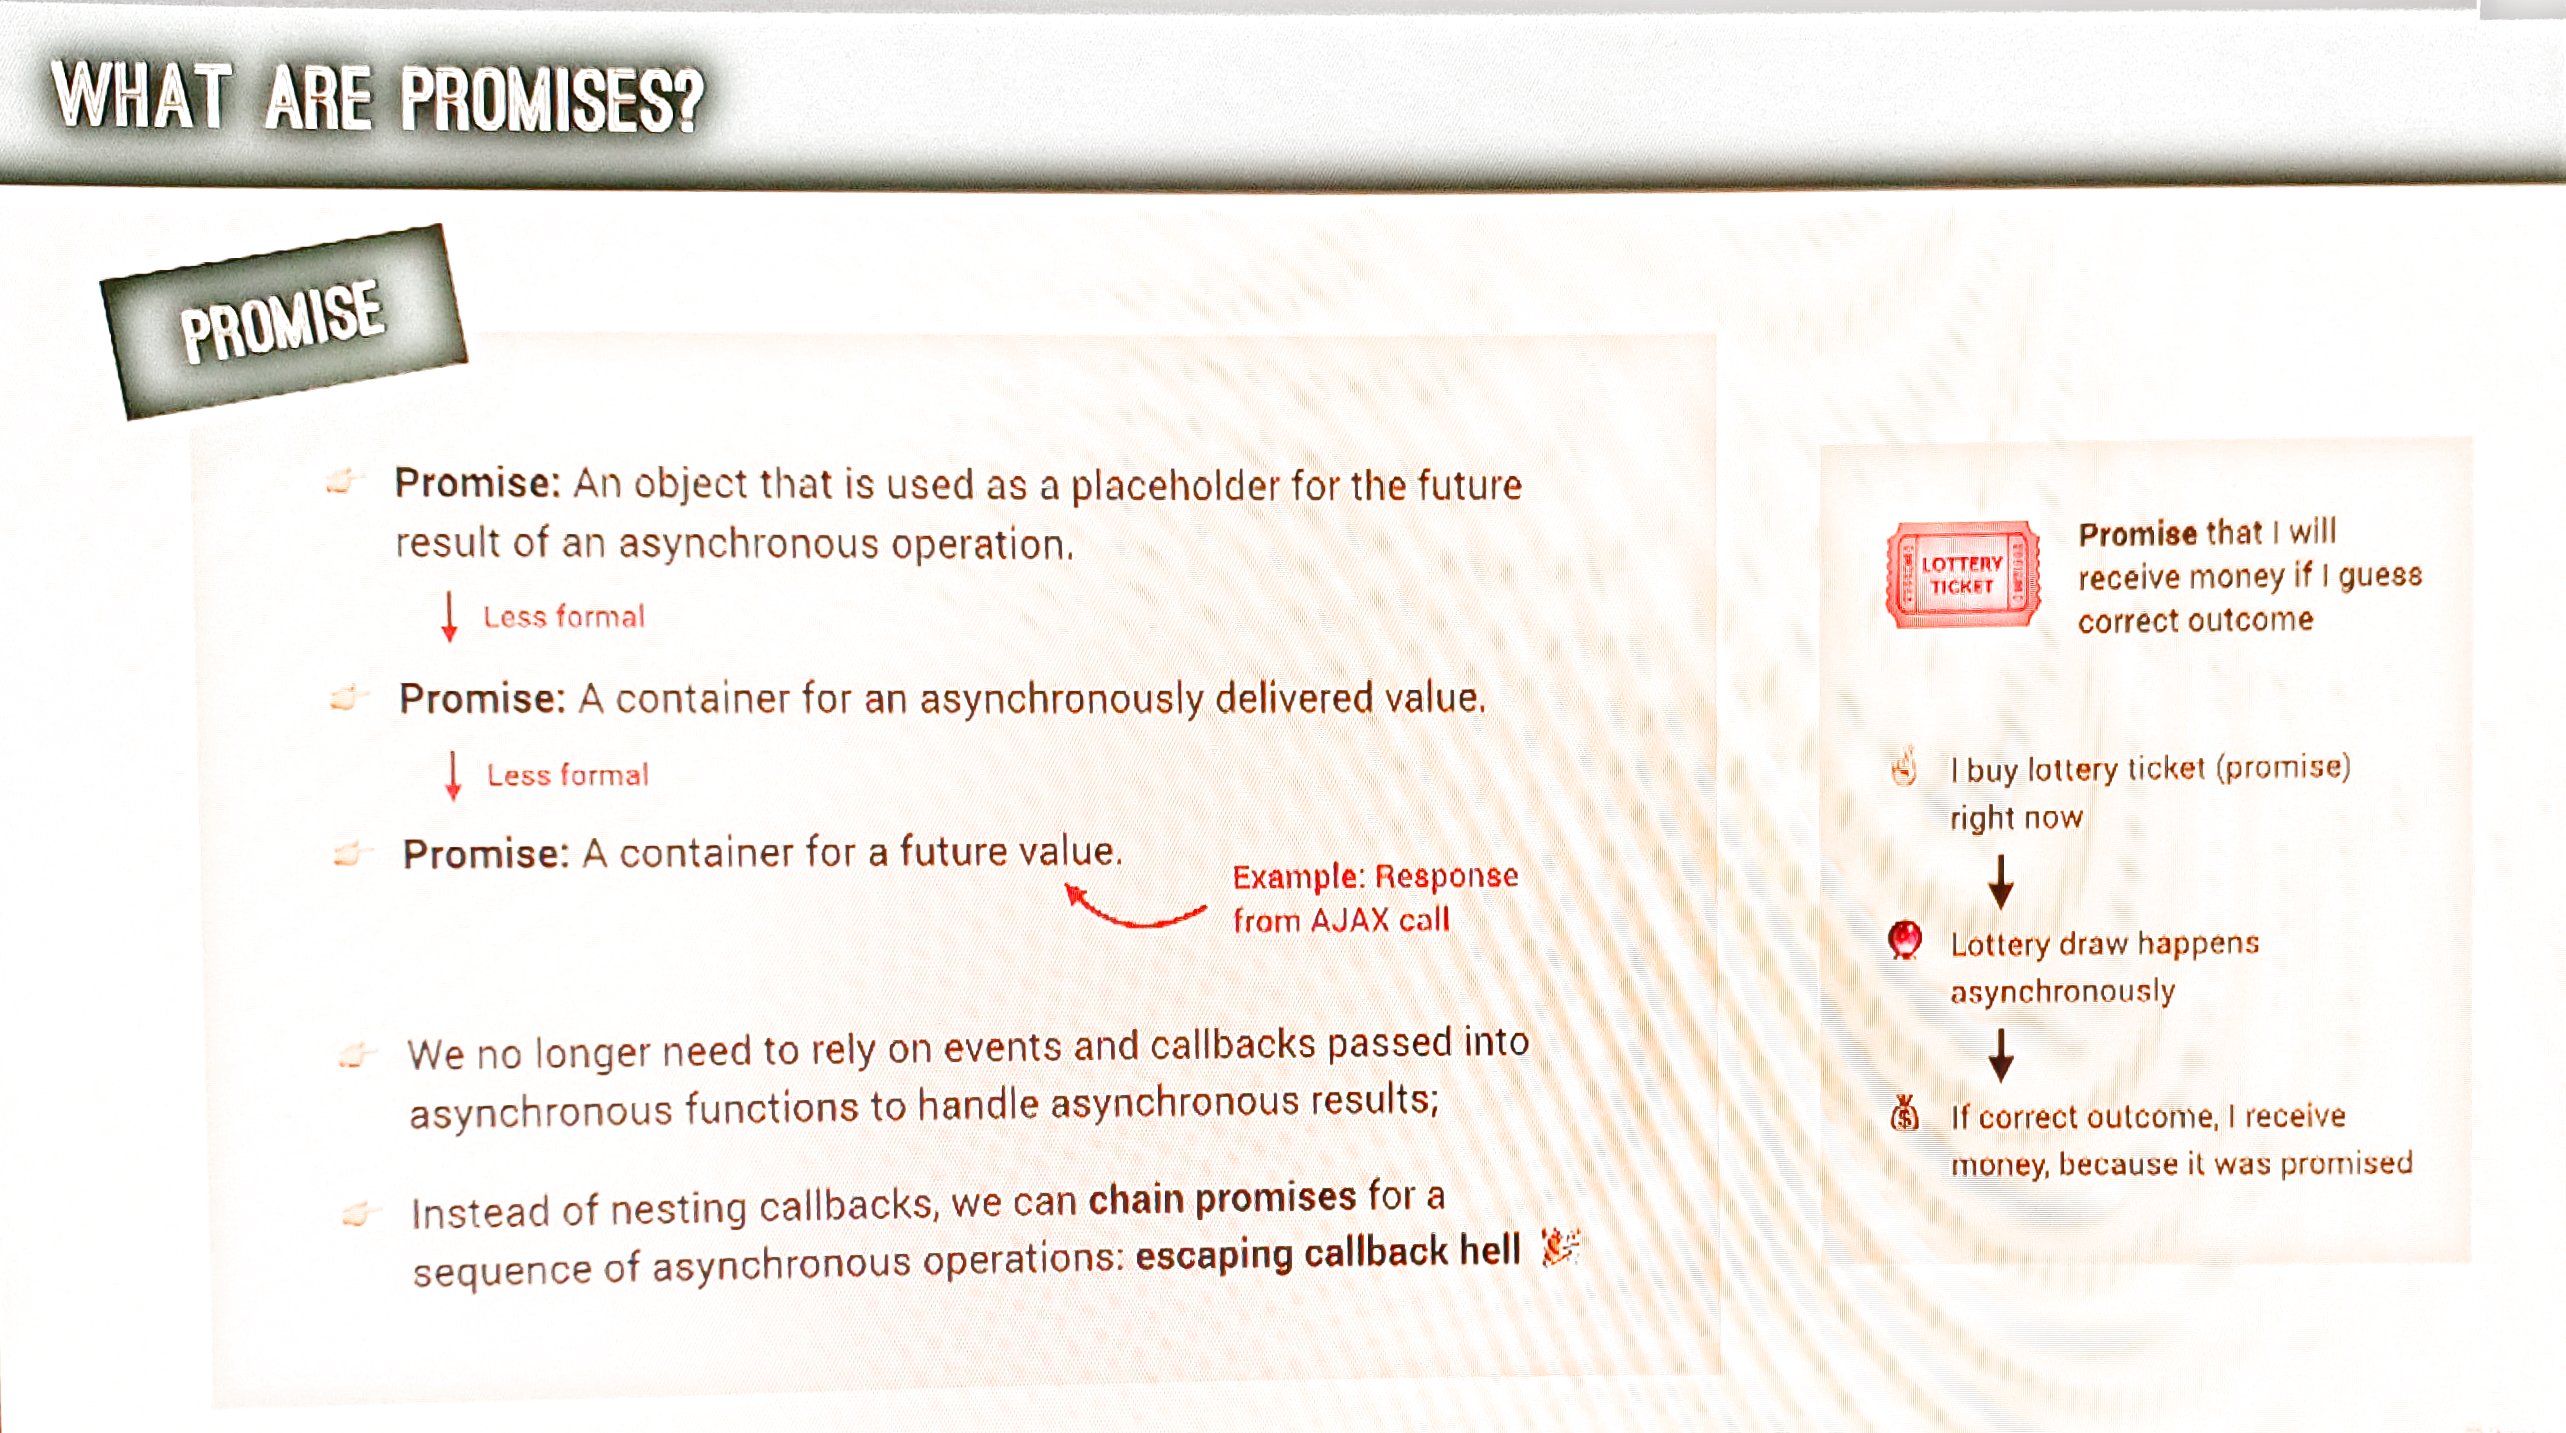 WHAT ARE PROMISES?
PROMISE
Promise: An object that is used as a placeholder for the future
result of an asynchronous operation.
Less formal
Promise: A container for an asynchronously delivered value.
Less formal
Promise: A container for a future value.
Example: Response
from AJAX call
We no longer need to rely on events and callbacks passed into
asynchronous functions to handle asynchronous results;
Instead of nesting callbacks, we can chain promises for a
sequence of asynchronous operations: escaping callback hell
LOTTERY
TICKET
Promise that I will
receive money if I guess
correct outcome
I buy lottery ticket (promise)
right now
Lottery draw happens
asynchronously
If correct outcome, I receive
money, because it was promised